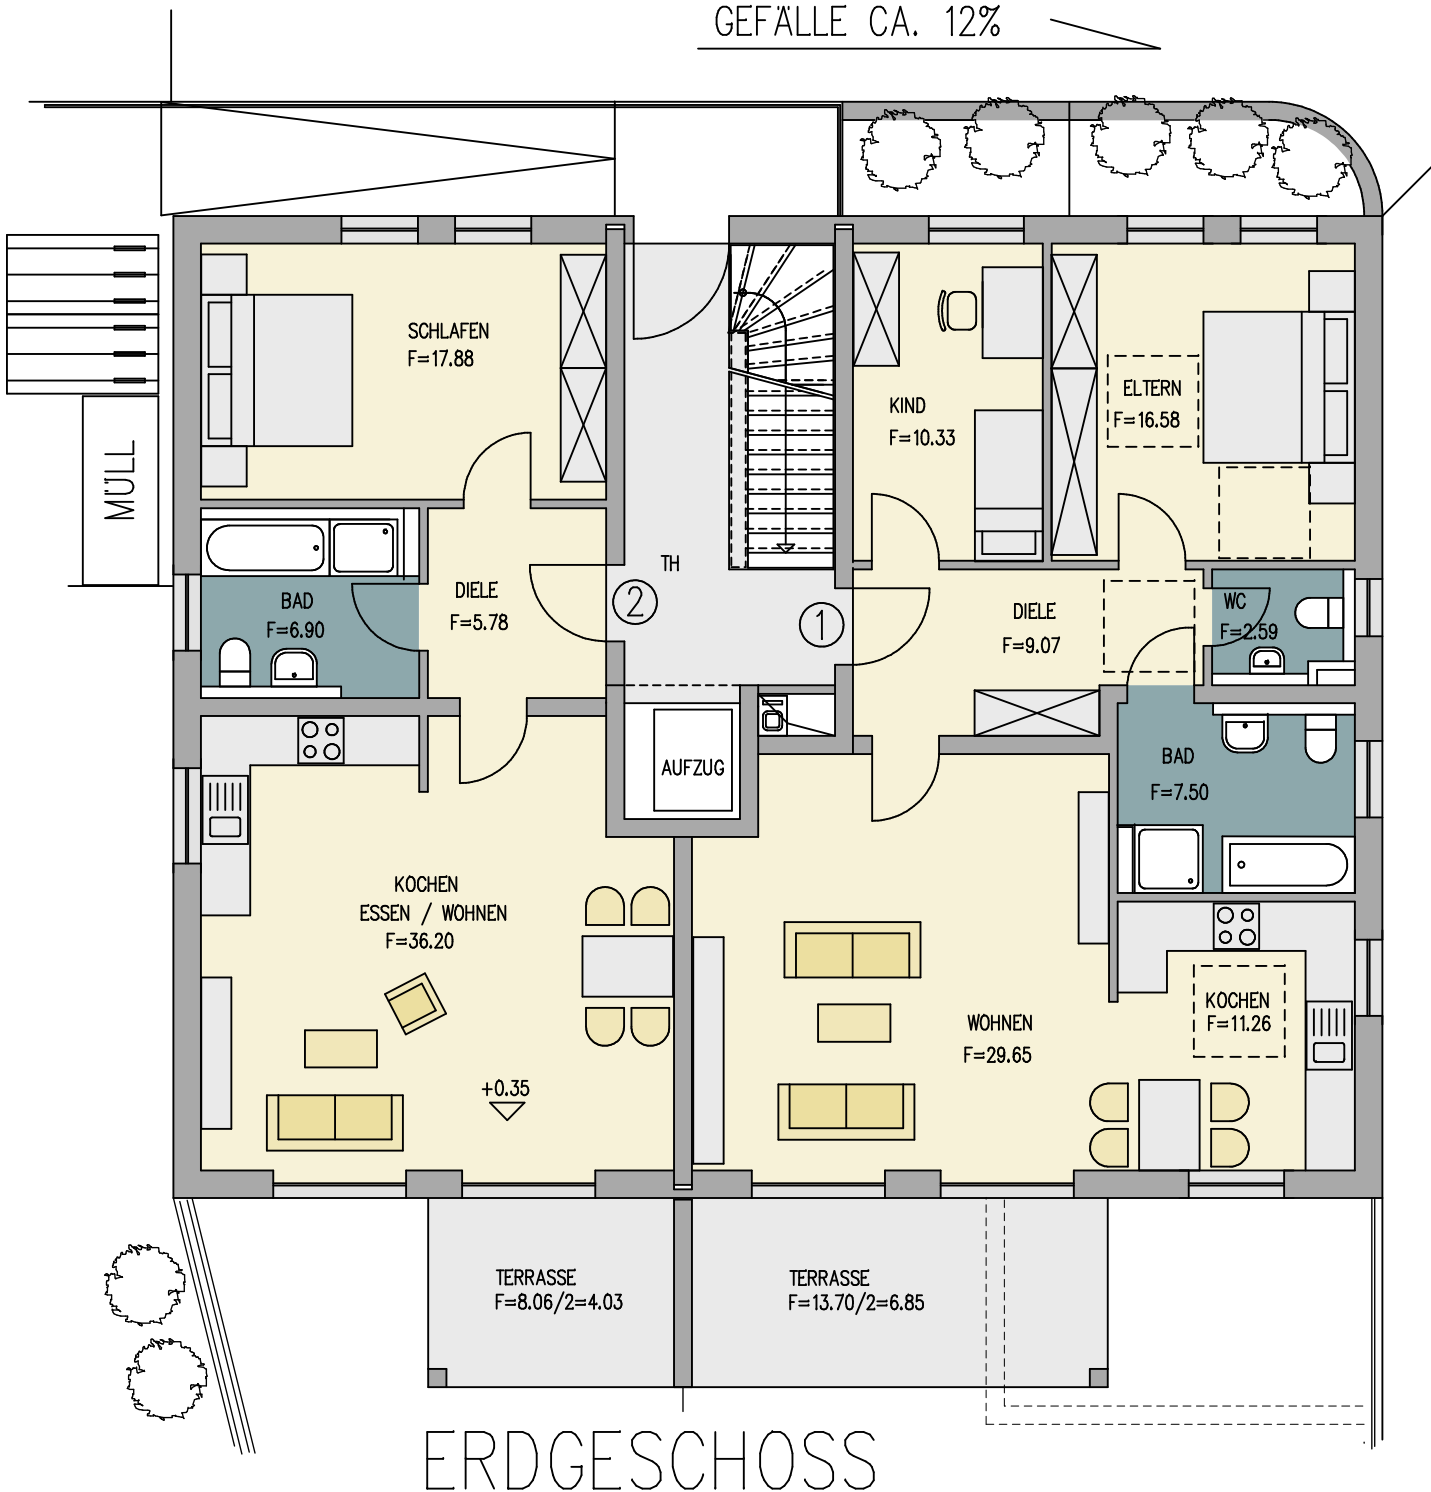 GEFÄLLE CA. 12%
SCHLAFEN
F=17.88
KIND
F=10.33
ELTERN
F=16.58
MÜLL
TH
BAD
F=6.90
DIELE
F=5.78
2
1
DIELE
F=9.07
WC
F=2.59
AUFZUG
BAD
F=7.50
KOCHEN
ESSEN / WOHNEN
F=36.20
WOHNEN
F=29.65
KOCHEN
F=11.26
+0.35
TERRASSE
F=8.06/2=4.03
TERRASSE
F=13.70/2=6.85
ERDGESCHOSS